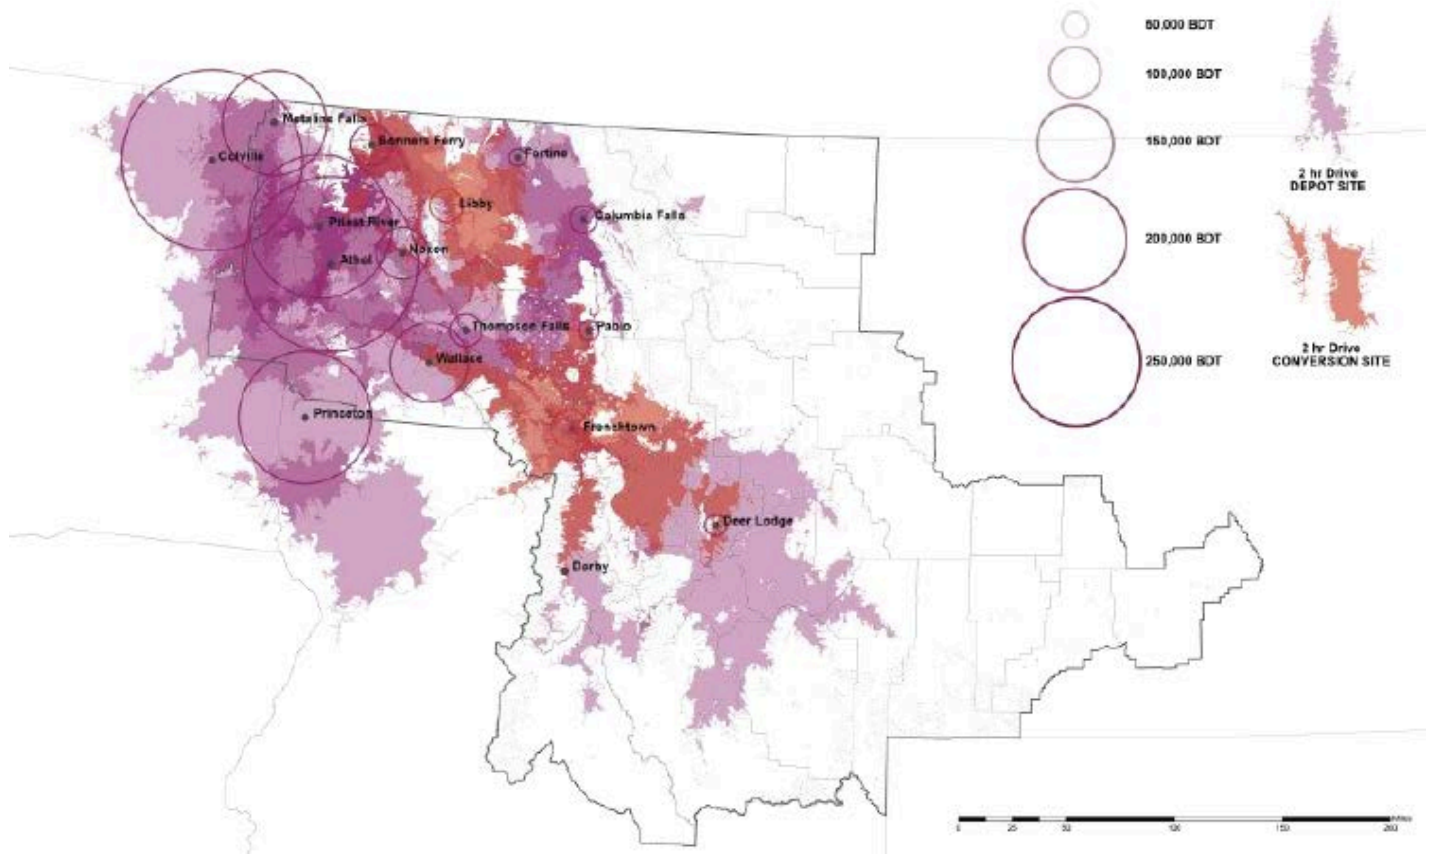 50,000 BDT
100,000 BDT
150,000 BDT
200,000 BDT
250,000 BDT
2 hr Drive
DEPOT SITE
2 hr Drive
CONVERSION SITE
Metaline Falls
Bonners Ferry
Colville
Fortine
Libby
Columbia Falls
Priest River
Noxon
Athol
Thompson Falls
Pablo
Wallace
Princeton
Frenchtown
Deer Lodge
Darby
0 25 50 100 150 200
Miles